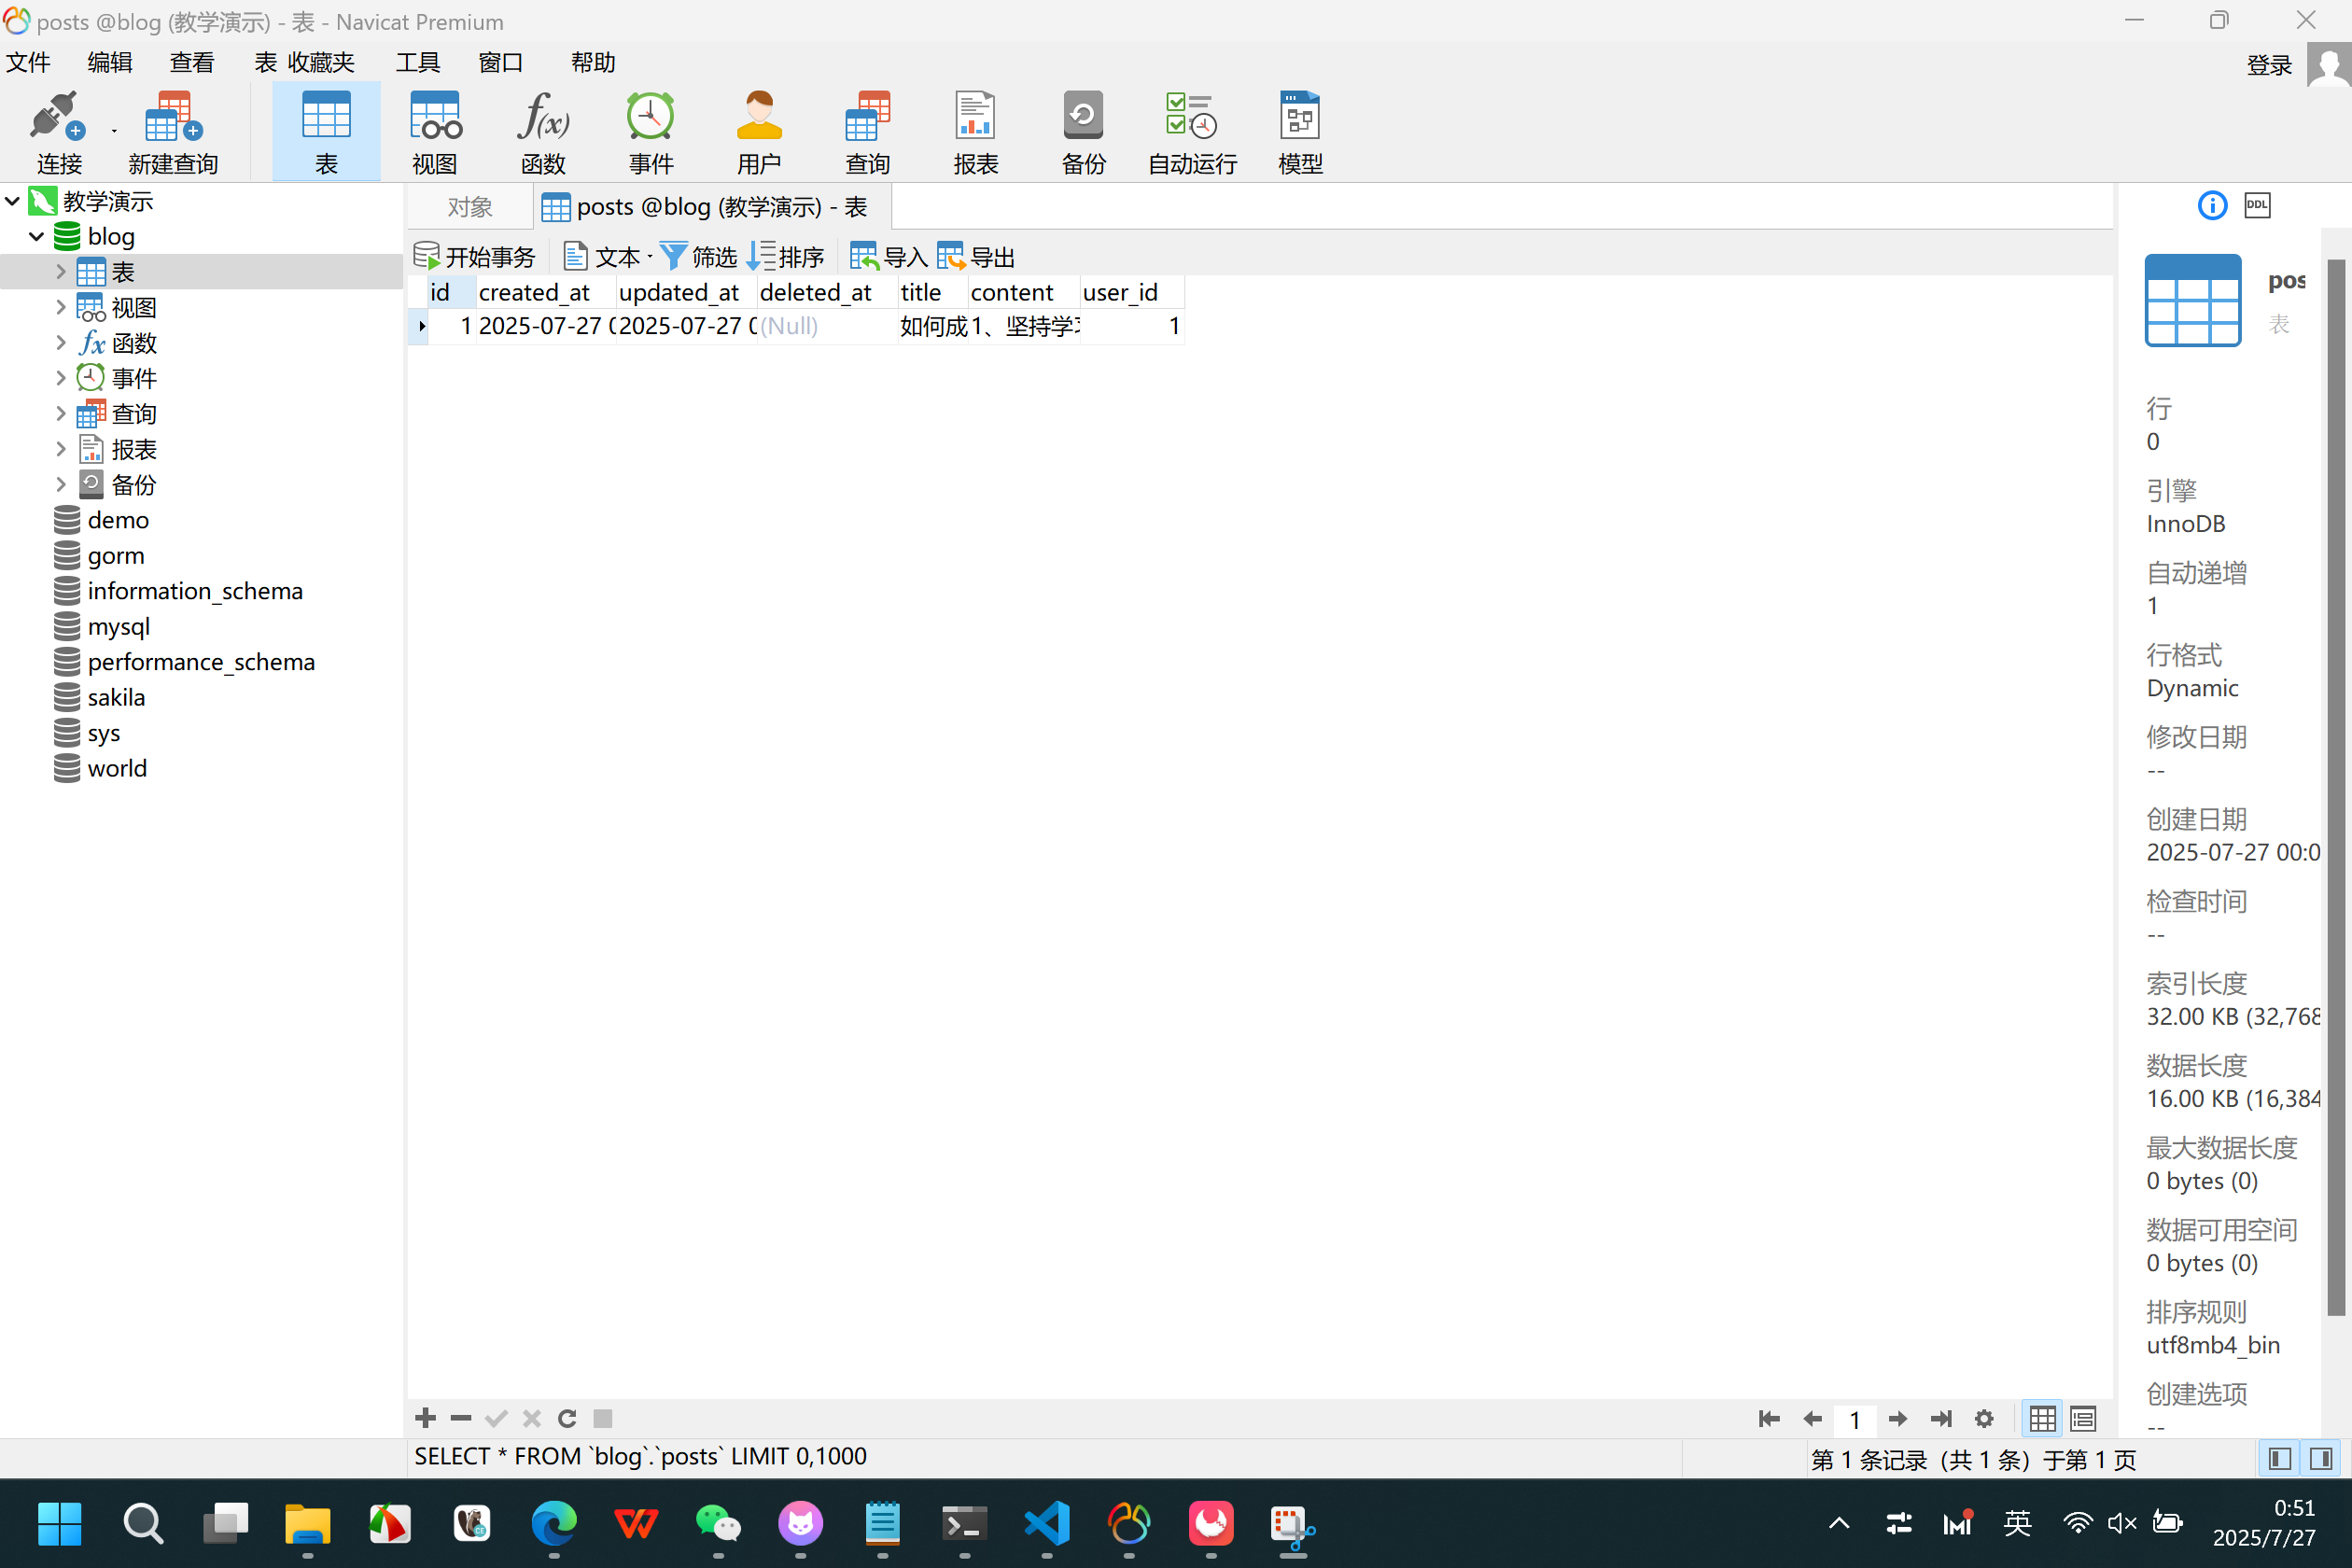 posts @blog (教学演示) - 表 - Navicat Premium
文件 编辑 查看 表 收藏夹 工具 窗口 帮助 登录
连接 新建查询 表 视图 函数 事件 用户 查询 报表 备份 自动运行 模型
教学演示
blog
表
视图
函数
事件
查询
报表
备份
demo
gorm
information_schema
mysql
performance_schema
sakila
sys
world
对象 posts @blog (教学演示) - 表
开始事务 文本 筛选 排序 导入 导出
id created_at updated_at deleted_at title content user_id
1 2025-07-27 2025-07-27 (Null) 如何成 1、坚持学 1
DDL
pos
表
行
0
引擎
InnoDB
自动递增
1
行格式
Dynamic
修改日期
--
创建日期
2025-07-27 00:0
检查时间
--
索引长度
32.00 KB (32,768
数据长度
16.00 KB (16,384
最大数据长度
0 bytes (0)
数据可用空间
0 bytes (0)
排序规则
utf8mb4_bin
创建选项
--
1
SELECT * FROM `blog`.`posts` LIMIT 0,1000
第 1 条记录（共 1 条）于第 1 页
英
0:51
2025/7/27